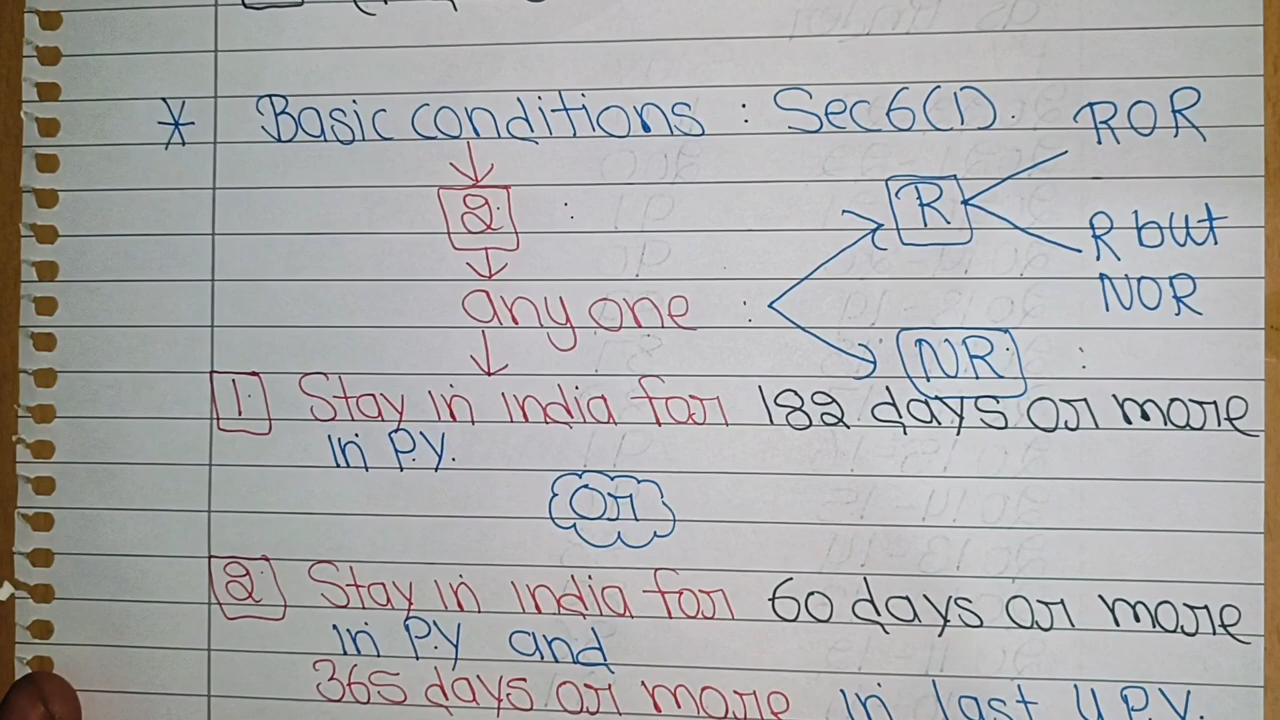 * Basic conditions : Sec6(1). ROR
2 : R
R but
any one : NOR
NR :
1. Stay in india for 182 days or more
in P.Y.
Or
2. Stay in india for 60 days or more
in P.Y and
365 days or more in last 4 P.Y.